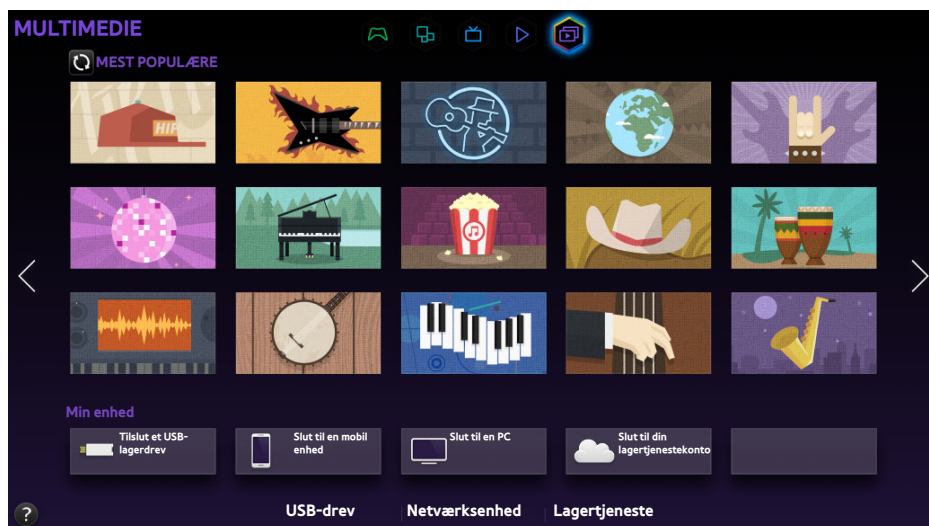 MULTIMEDIE
MEST POPULÆRE
HIP
Min enhed
Tilslut et USB-
lagerdrev
Slut til en mobil
enhed
Slut til en PC
Slut til din
lagertjenestekonto
?
USB-drev
Netværksenhed
Lagertjeneste